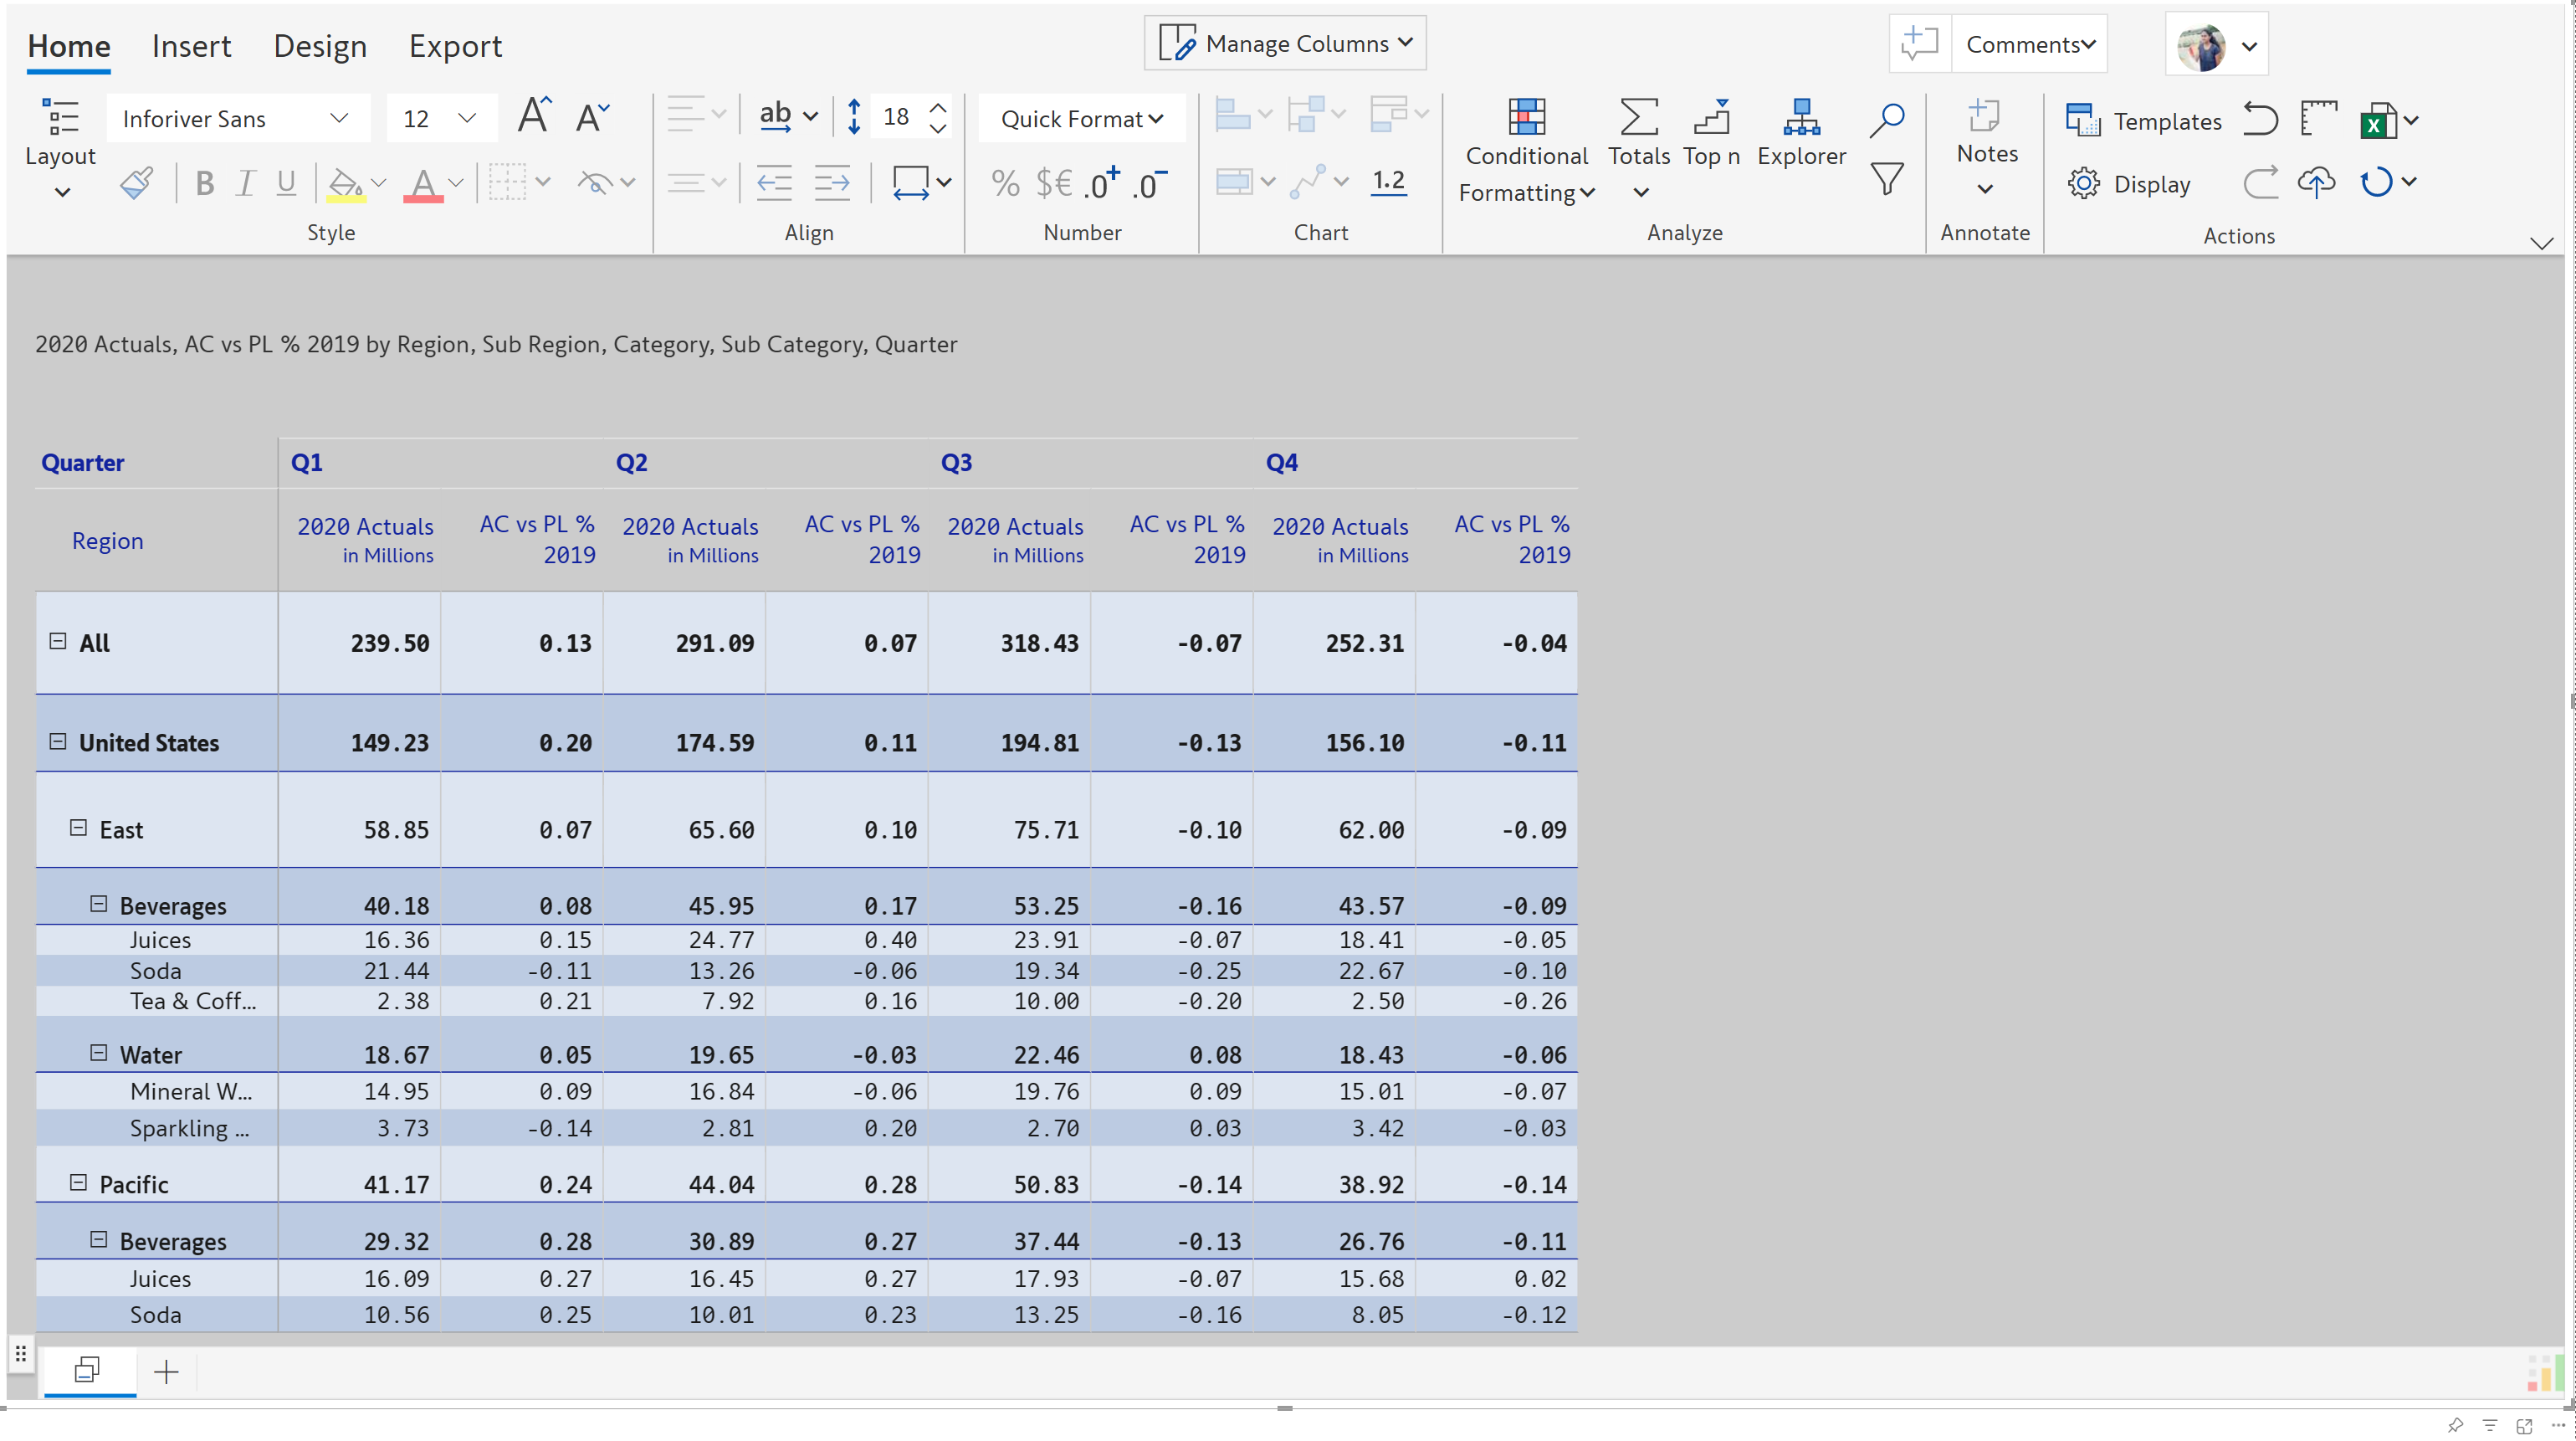 Home Insert Design Export Manage Columns Comments
Inforiver Sans 12 A A ab 18 Quick Format Templates
Layout Conditional Formatting Totals Top n Explorer Notes
B I U A % $€ .0+ .0- 1.2 Display
Style Align Number Chart Analyze Annotate Actions
2020 Actuals, AC vs PL % 2019 by Region, Sub Region, Category, Sub Category, Quarter
Quarter Q1 Q2 Q3 Q4
Region 2020 Actuals in Millions AC vs PL % 2019 2020 Actuals in Millions AC vs PL % 2019 2020 Actuals in Millions AC vs PL % 2019 2020 Actuals in Millions AC vs PL % 2019
All 239.50 0.13 291.09 0.07 318.43 -0.07 252.31 -0.04
United States 149.23 0.20 174.59 0.11 194.81 -0.13 156.10 -0.11
East 58.85 0.07 65.60 0.10 75.71 -0.10 62.00 -0.09
Beverages 40.18 0.08 45.95 0.17 53.25 -0.16 43.57 -0.09
Juices 16.36 0.15 24.77 0.40 23.91 -0.07 18.41 -0.05
Soda 21.44 -0.11 13.26 -0.06 19.34 -0.25 22.67 -0.10
Tea & Coff... 2.38 0.21 7.92 0.16 10.00 -0.20 2.50 -0.26
Water 18.67 0.05 19.65 -0.03 22.46 0.08 18.43 -0.06
Mineral W... 14.95 0.09 16.84 -0.06 19.76 0.09 15.01 -0.07
Sparkling ... 3.73 -0.14 2.81 0.20 2.70 0.03 3.42 -0.03
Pacific 41.17 0.24 44.04 0.28 50.83 -0.14 38.92 -0.14
Beverages 29.32 0.28 30.89 0.27 37.44 -0.13 26.76 -0.11
Juices 16.09 0.27 16.45 0.27 17.93 -0.07 15.68 0.02
Soda 10.56 0.25 10.01 0.23 13.25 -0.16 8.05 -0.12